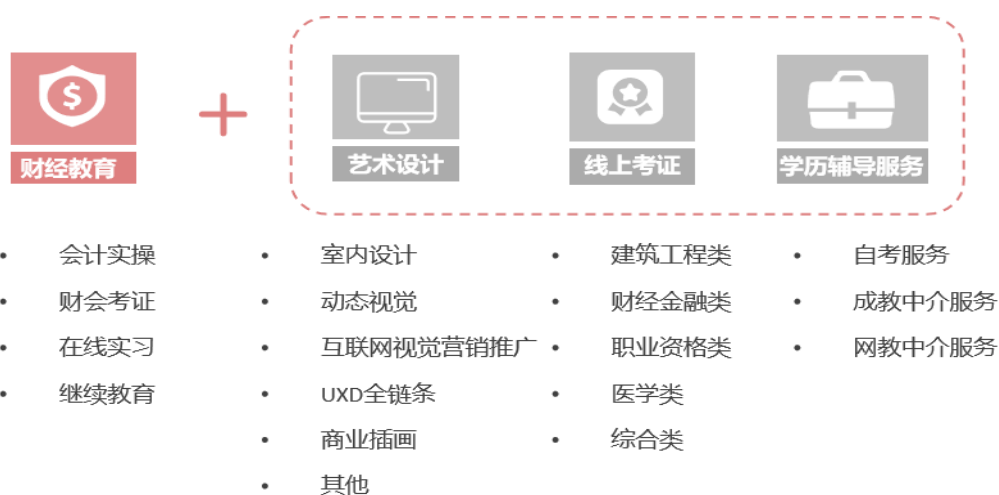 财经教育
艺术设计
线上考证
学历辅导服务
• 会计实操
• 财会考证
• 在线实习
• 继续教育
• 室内设计
• 动态视觉
• 互联网视觉营销推广
• UXD全链条
• 商业插画
• 其他
• 建筑工程类
• 财经金融类
• 职业资格类
• 医学类
• 综合类
• 自考服务
• 成教中介服务
• 网教中介服务